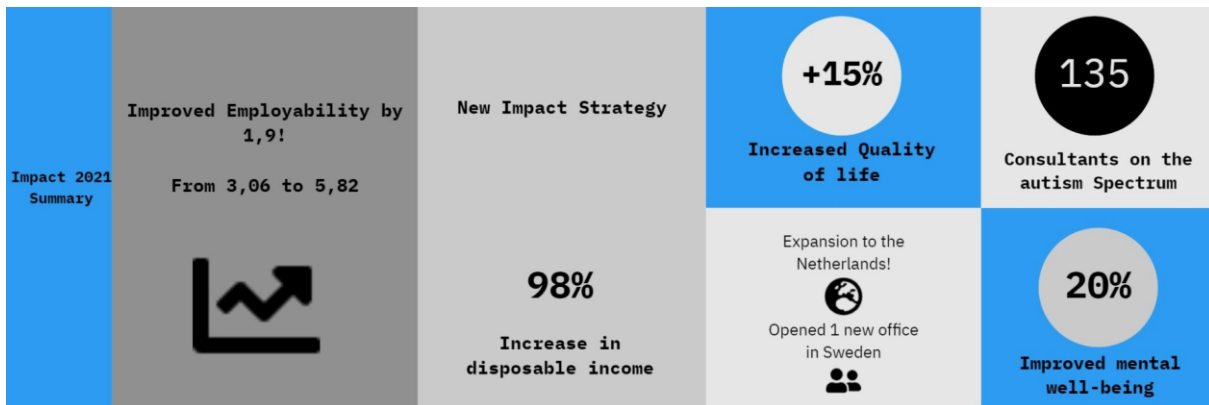 Impact 2021
Summary
Improved Employability by
1,9!
From 3,06 to 5,82
New Impact Strategy
98%
Increase in
disposable income
+15%
Increased Quality
of life
Expansion to the
Netherlands!
Opened 1 new office
in Sweden
135
Consultants on the
autism Spectrum
20%
Improved mental
well-being